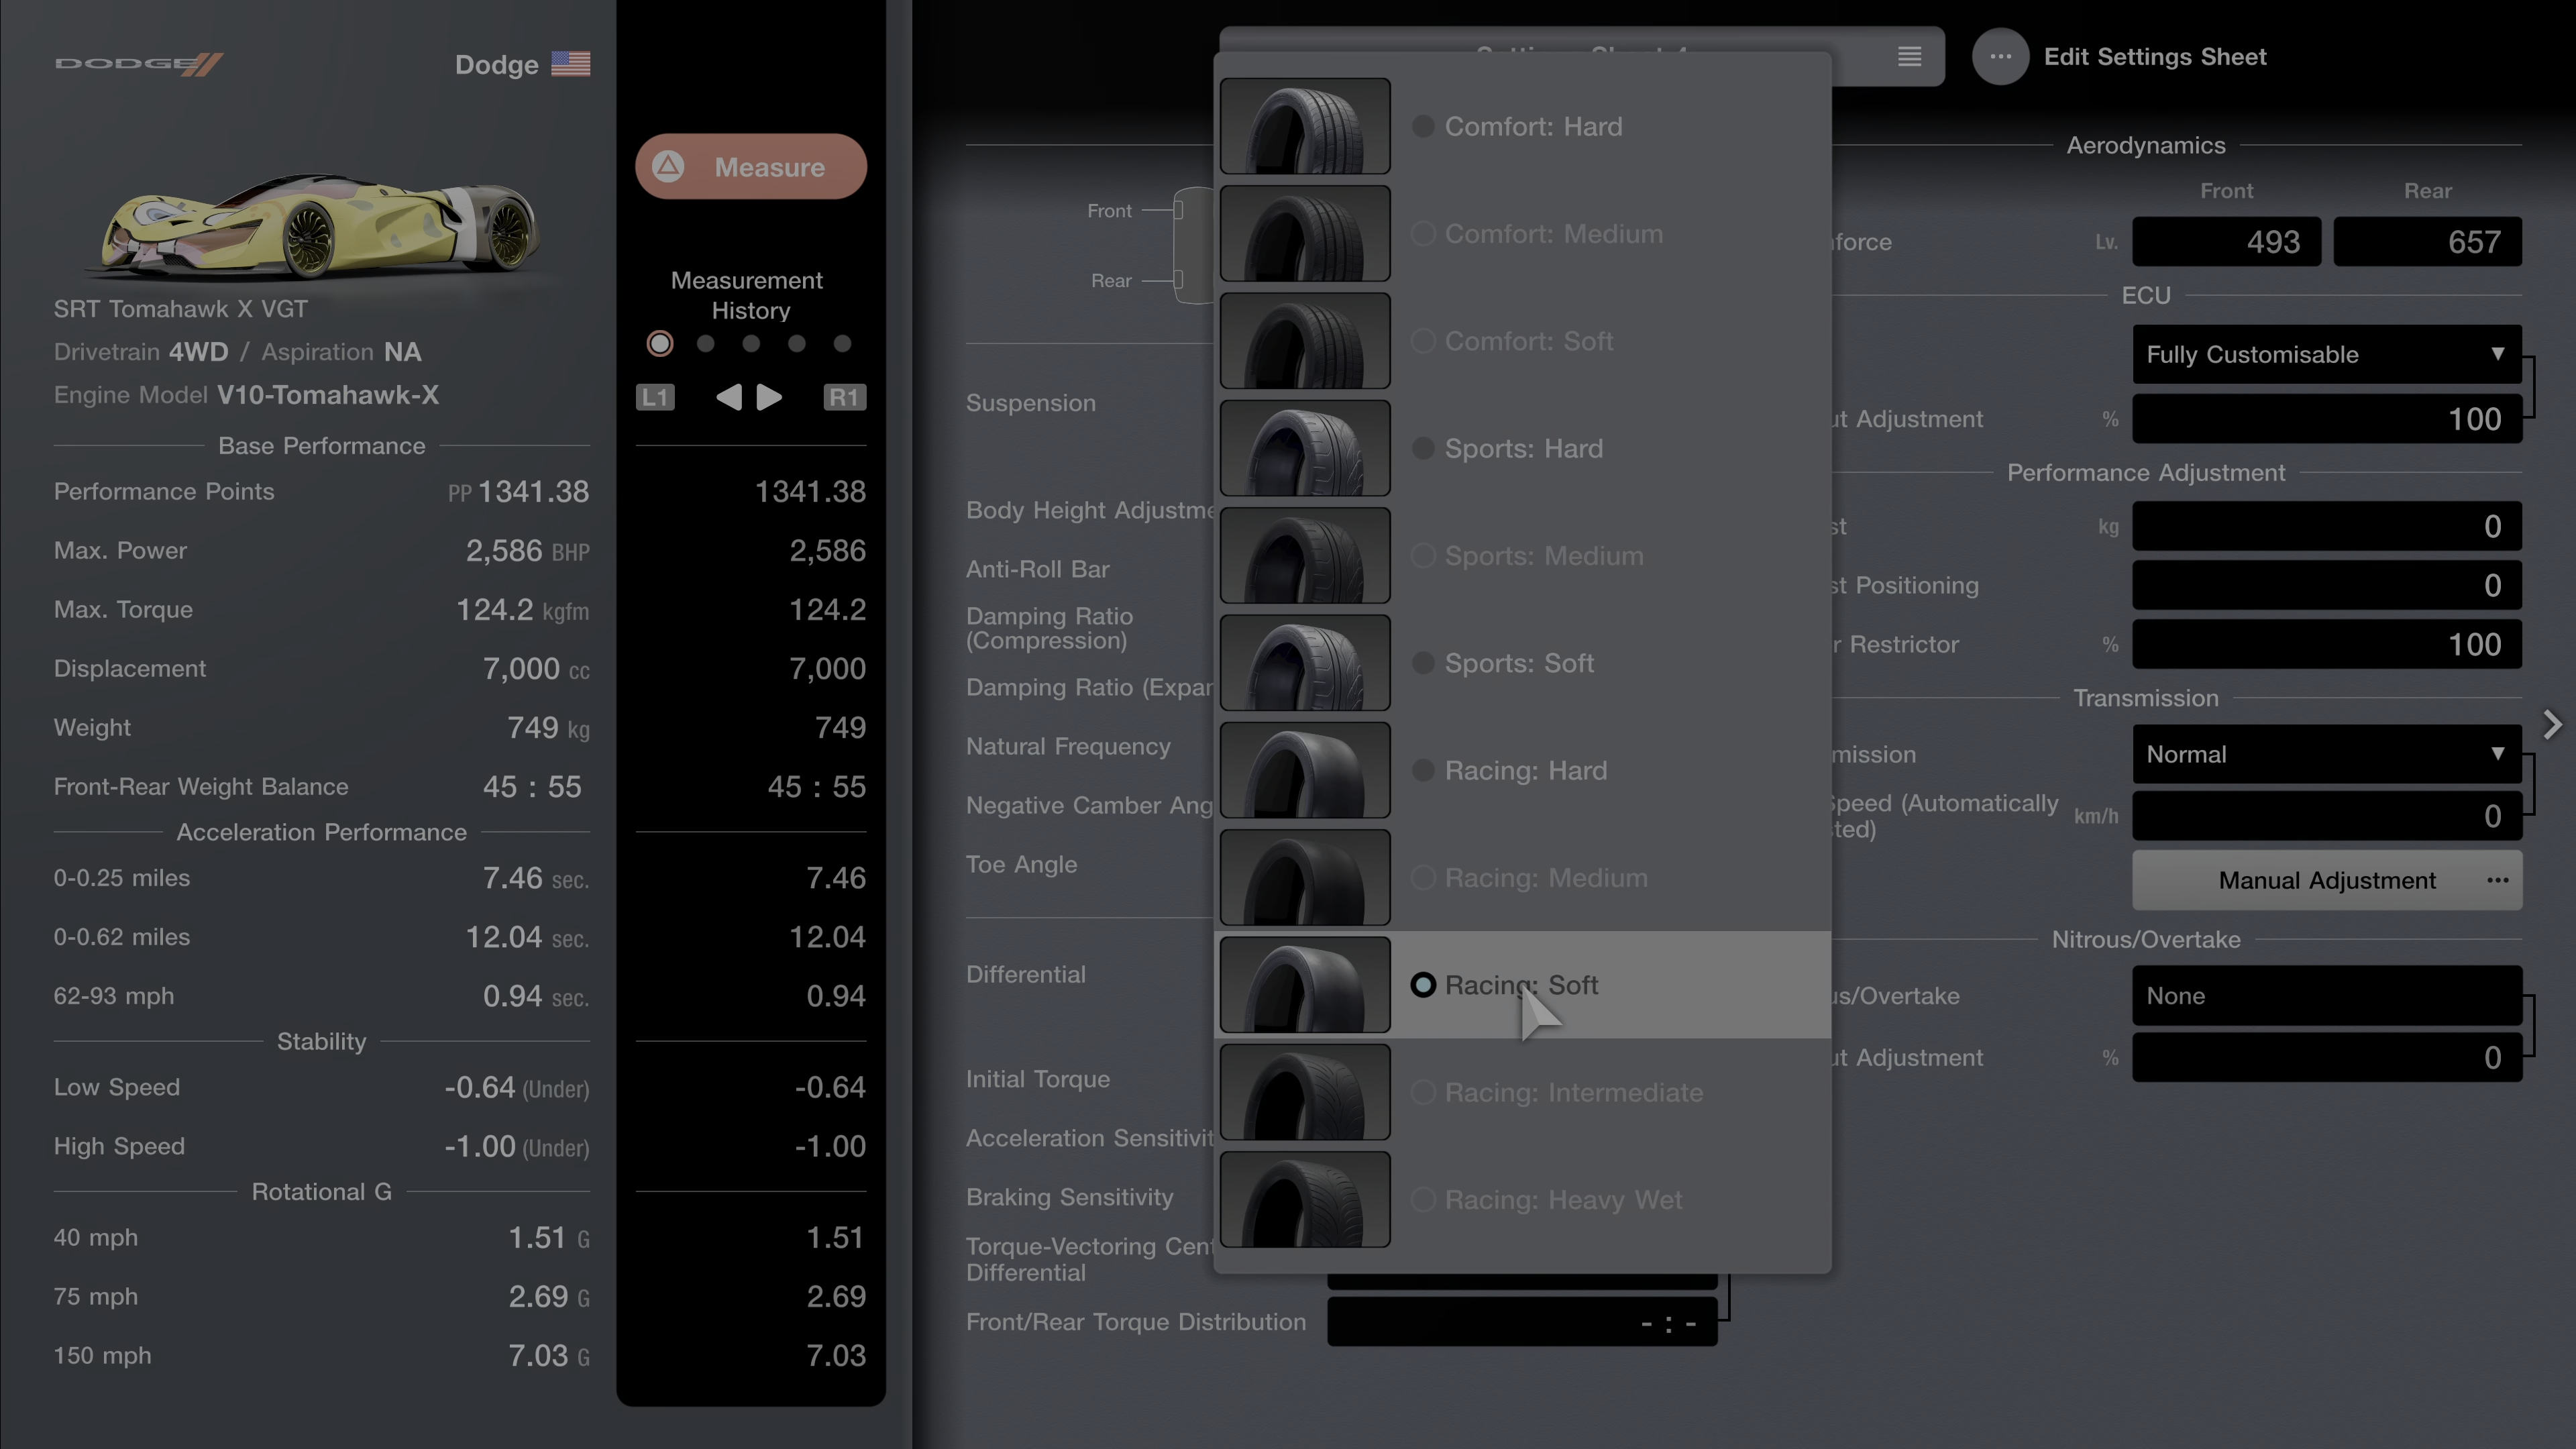 DODGE
Dodge
SRT Tomahawk X VGT
Drivetrain 4WD / Aspiration NA
Engine Model V10-Tomahawk-X
Base Performance
Performance Points PP 1341.38
Max. Power 2,586 BHP
Max. Torque 124.2 kgfm
Displacement 7,000 cc
Weight 749 kg
Front-Rear Weight Balance 45 : 55
Acceleration Performance
0-0.25 miles 7.46 sec.
0-0.62 miles 12.04 sec.
62-93 mph 0.94 sec.
Stability
Low Speed -0.64 (Under)
High Speed -1.00 (Under)
Rotational G
40 mph 1.51 G
75 mph 2.69 G
150 mph 7.03 G
Measure
Measurement
History
L1 R1
1341.38
2,586
124.2
7,000
749
45 : 55
7.46
12.04
0.94
-0.64
-1.00
1.51
2.69
7.03
Front
Rear
Suspension
Body Height Adjustme
Anti-Roll Bar
Damping Ratio
(Compression)
Damping Ratio (Expan
Natural Frequency
Negative Camber Ang
Toe Angle
Differential
Initial Torque
Acceleration Sensitivit
Braking Sensitivity
Torque-Vectoring Cent
Differential
Front/Rear Torque Distribution - : -
Comfort: Hard
Comfort: Medium
Comfort: Soft
Sports: Hard
Sports: Medium
Sports: Soft
Racing: Hard
Racing: Medium
Racing: Soft
Racing: Intermediate
Racing: Heavy Wet
Edit Settings Sheet
Aerodynamics
Front Rear
force Lv. 493 657
ECU
Fully Customisable
ut Adjustment % 100
Performance Adjustment
st kg 0
st Positioning 0
r Restrictor % 100
Transmission
mission Normal
Speed (Automatically
sted) km/h 0
Manual Adjustment
Nitrous/Overtake
us/Overtake None
ut Adjustment % 0